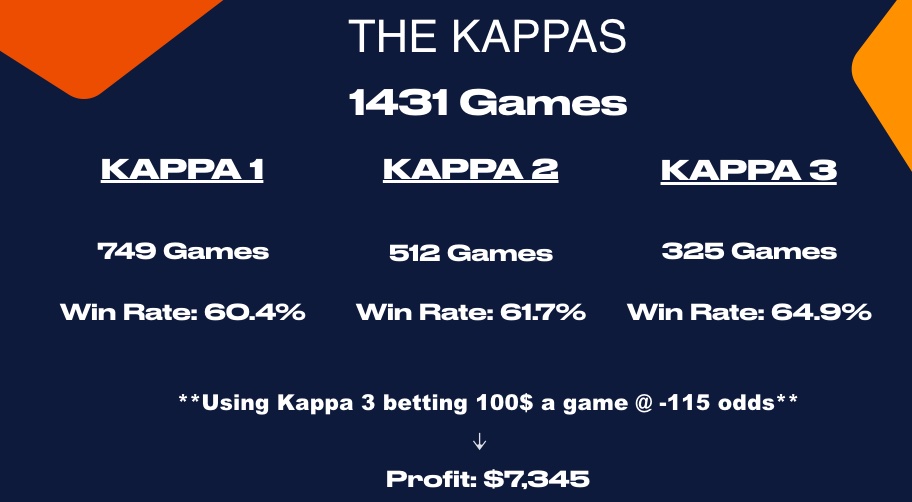 THE KAPPAS
1431 Games
KAPPA 1 KAPPA 2 KAPPA 3
749 Games 512 Games 325 Games
Win Rate: 60.4% Win Rate: 61.7% Win Rate: 64.9%
**Using Kappa 3 betting 100$ a game @ -115 odds**
↓
Profit: $7,345